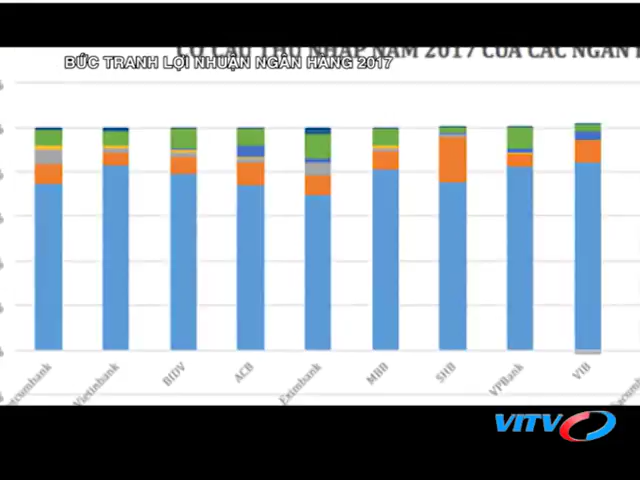 CƠ CẤU THU NHẬP NĂM 2017 CỦA CÁC NGÂN
BỨC TRANH LỢI NHUẬN NGÂN HÀNG 2017
etcombank
Vietinbank
BIDV
ACB
Eximbank
MBB
SHB
VPBank
VIB
VITV